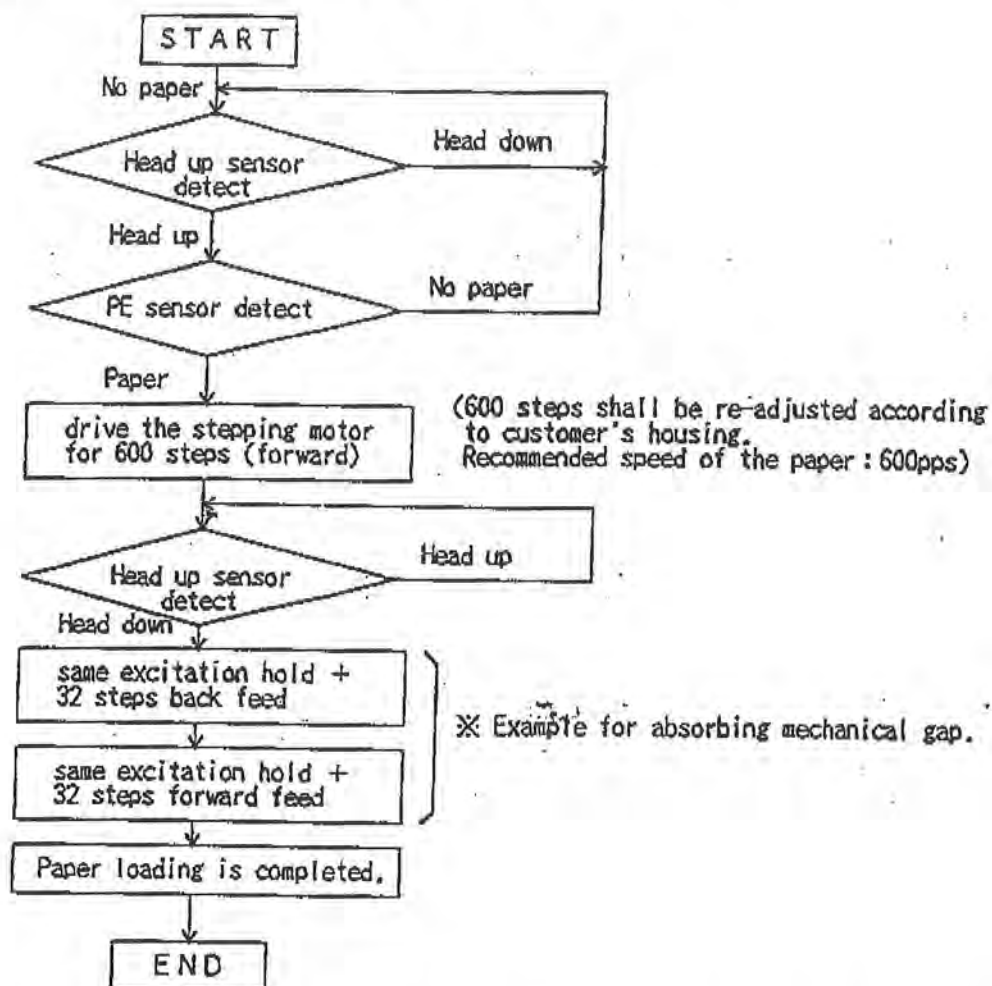 START
No paper
Head up sensor
detect
Head down
Head up
PE sensor detect
No paper
Paper
drive the stepping motor
for 600 steps (forward)
(600 steps shall be re-adjusted according
to customer's housing.
Recommended speed of the paper : 600pps)
Head up sensor
detect
Head up
Head down
same excitation hold +
32 steps back feed
same excitation hold +
32 steps forward feed
※ Example for absorbing mechanical gap.
Paper loading is completed.
END